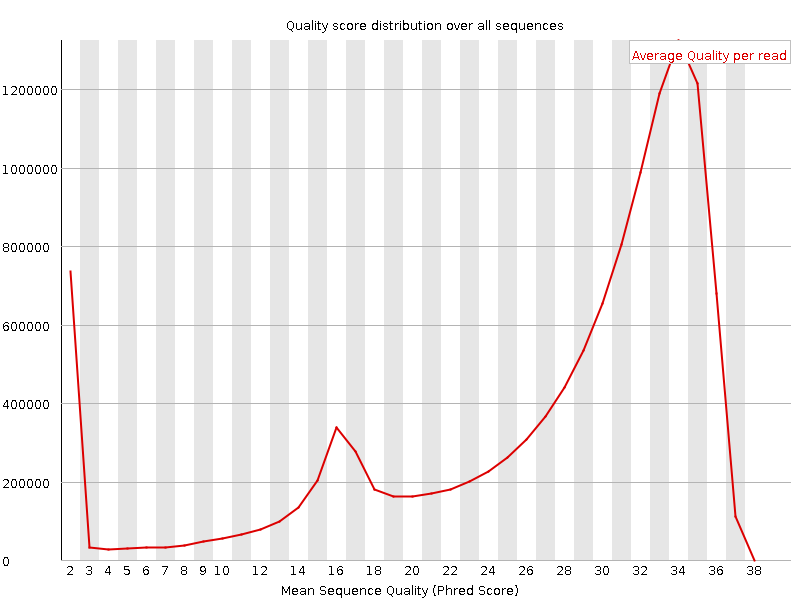 Quality score distribution over all sequences
Average Quality per read
1200000
1000000
800000
600000
400000
200000
0
2 3 4 5 6 7 8 9 10 12 14 16 18 20 22 24 26 28 30 32 34 36 38
Mean Sequence Quality (Phred Score)